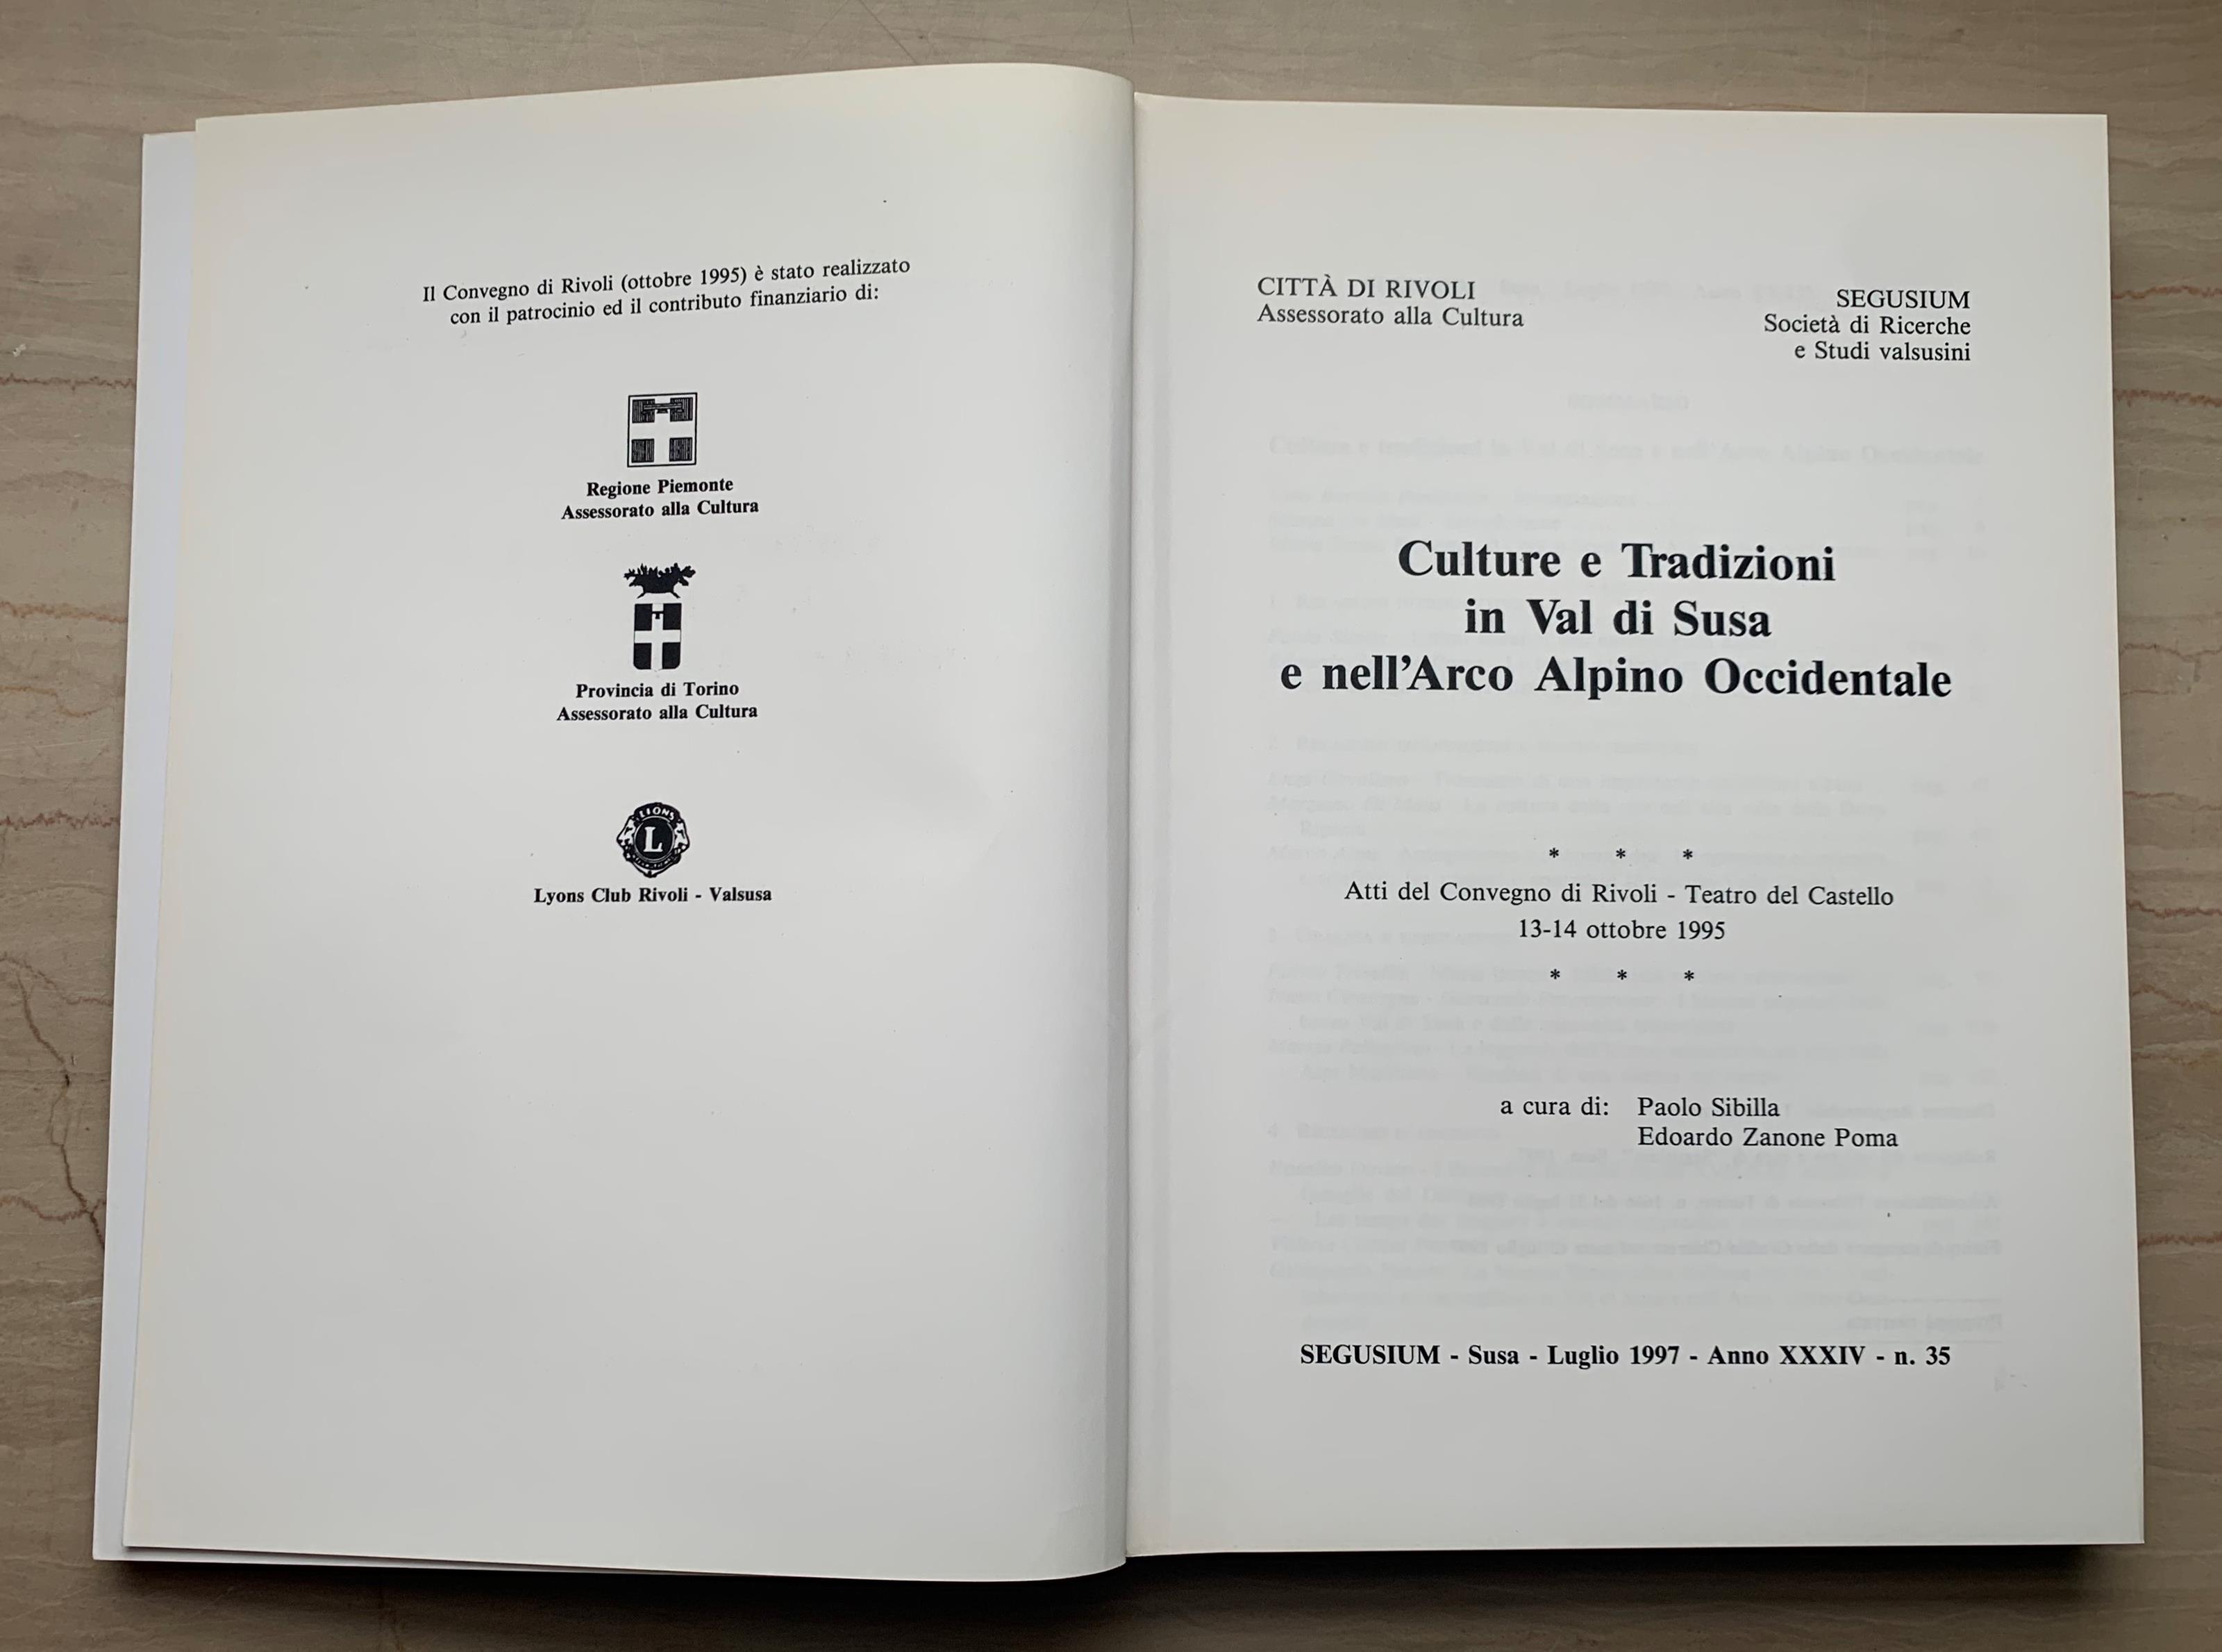 Il Convegno di Rivoli (ottobre 1995) è stato realizzato
con il patrocinio ed il contributo finanziario di:
Regione Piemonte
Assessorato alla Cultura
Provincia di Torino
Assessorato alla Cultura
LIONS
L
Lyons Club Rivoli - Valsusa
CITTÀ DI RIVOLI
Assessorato alla Cultura
SEGUSIUM
Società di Ricerche
e Studi valsusini
Culture e Tradizioni
in Val di Susa
e nell'Arco Alpino Occidentale
* * *
Atti del Convegno di Rivoli - Teatro del Castello
13-14 ottobre 1995
* * *
a cura di: Paolo Sibilla
Edoardo Zanone Poma
SEGUSIUM - Susa - Luglio 1997 - Anno XXXIV - n. 35